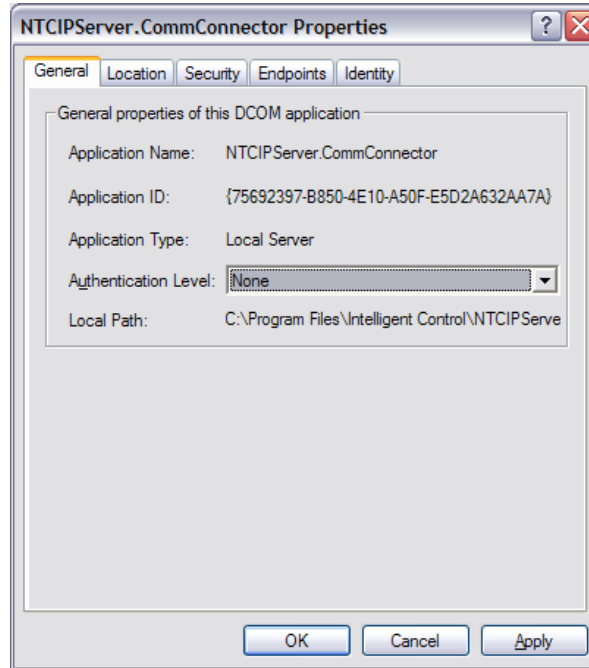 NTCIPServer.CommConnector Properties
General Location Security Endpoints Identity
General properties of this DCOM application
Application Name: NTCIPServer.CommConnector
Application ID: {75692397-B850-4E10-A50F-E5D2A632AA7A}
Application Type: Local Server
Authentication Level: None
Local Path: C:\Program Files\Intelligent Control\NTCIPServe
OK Cancel Apply